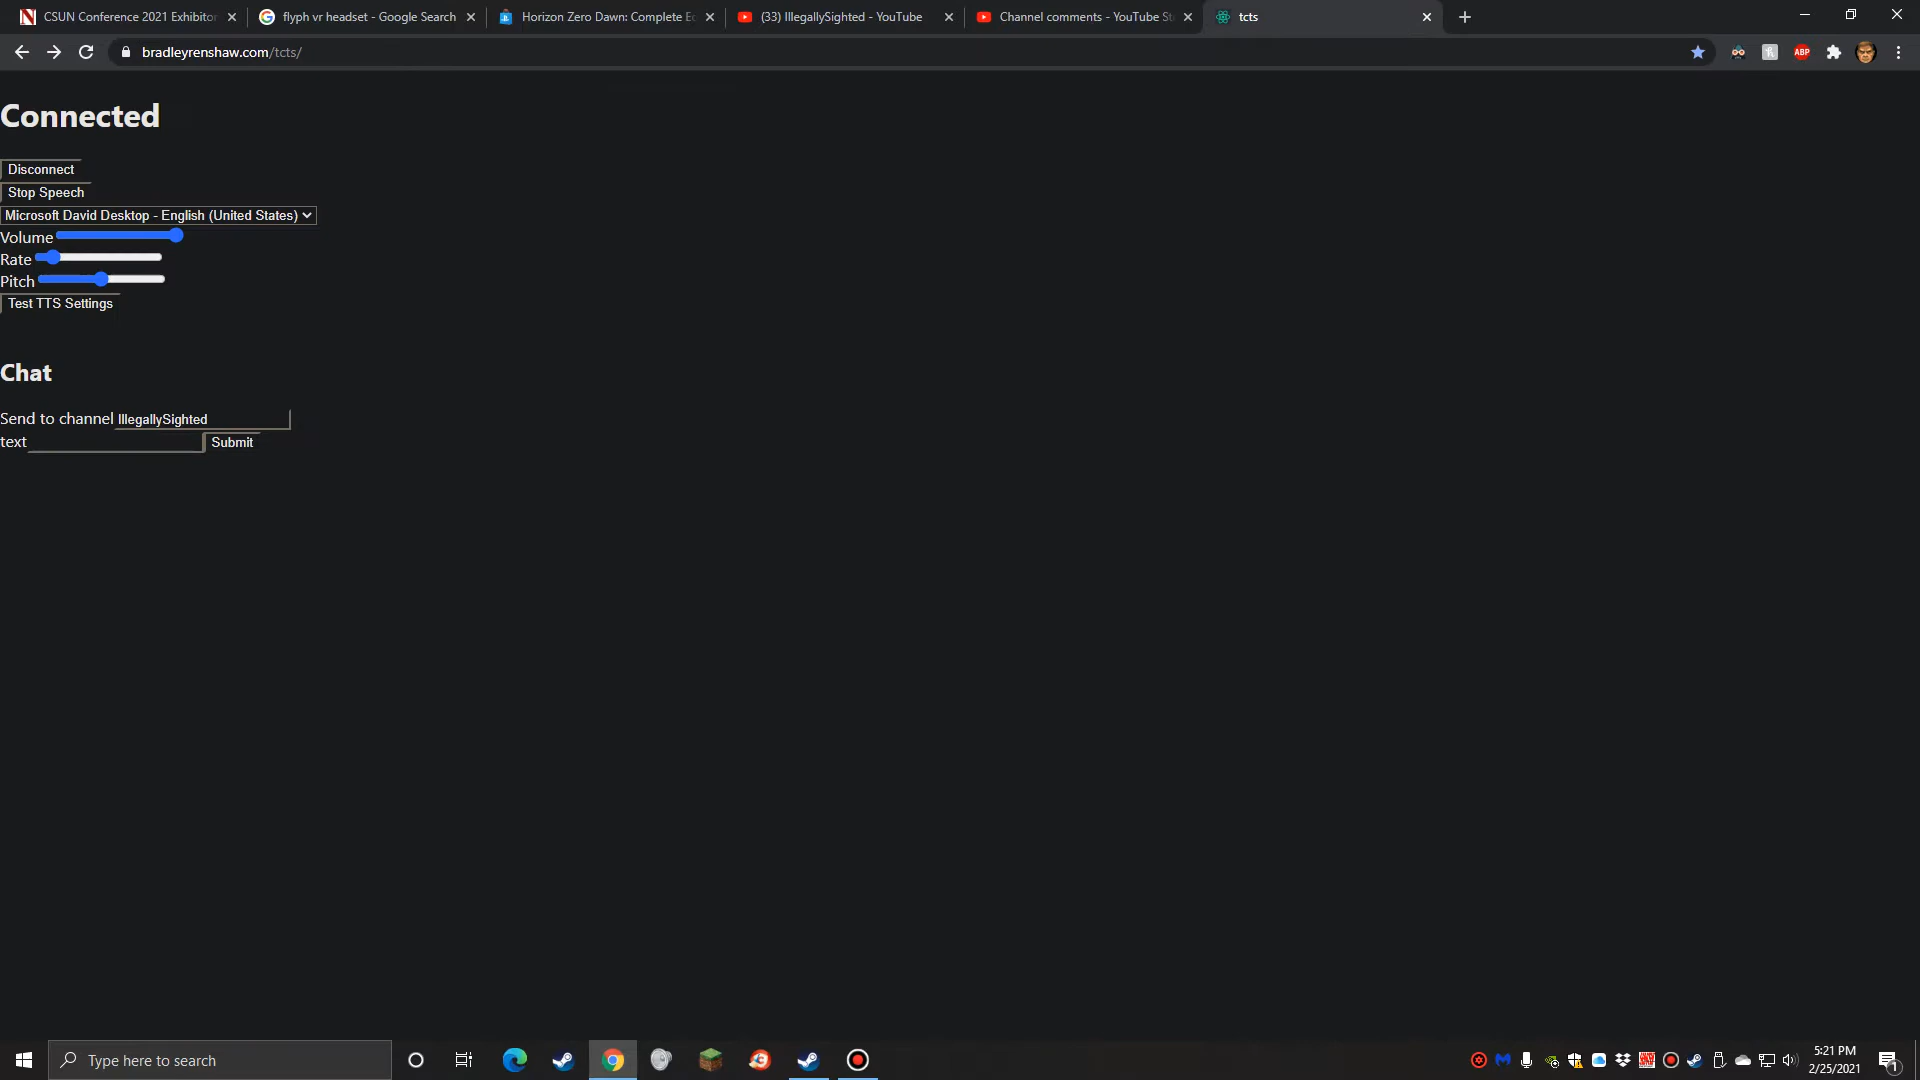 CSUN Conference 2021 Exhibitor
flyph vr headset - Google Search
Horizon Zero Dawn: Complete Ec
(33) IllegallySighted - YouTube
Channel comments - YouTube St
tcts
bradleyrenshaw.com/tcts/
ABP
Connected
Disconnect
Stop Speech
Microsoft David Desktop - English (United States)
Volume
Rate
Pitch
Test TTS Settings
Chat
Send to channel IllegallySighted
text Submit
Type here to search
5:21 PM
2/25/2021
1